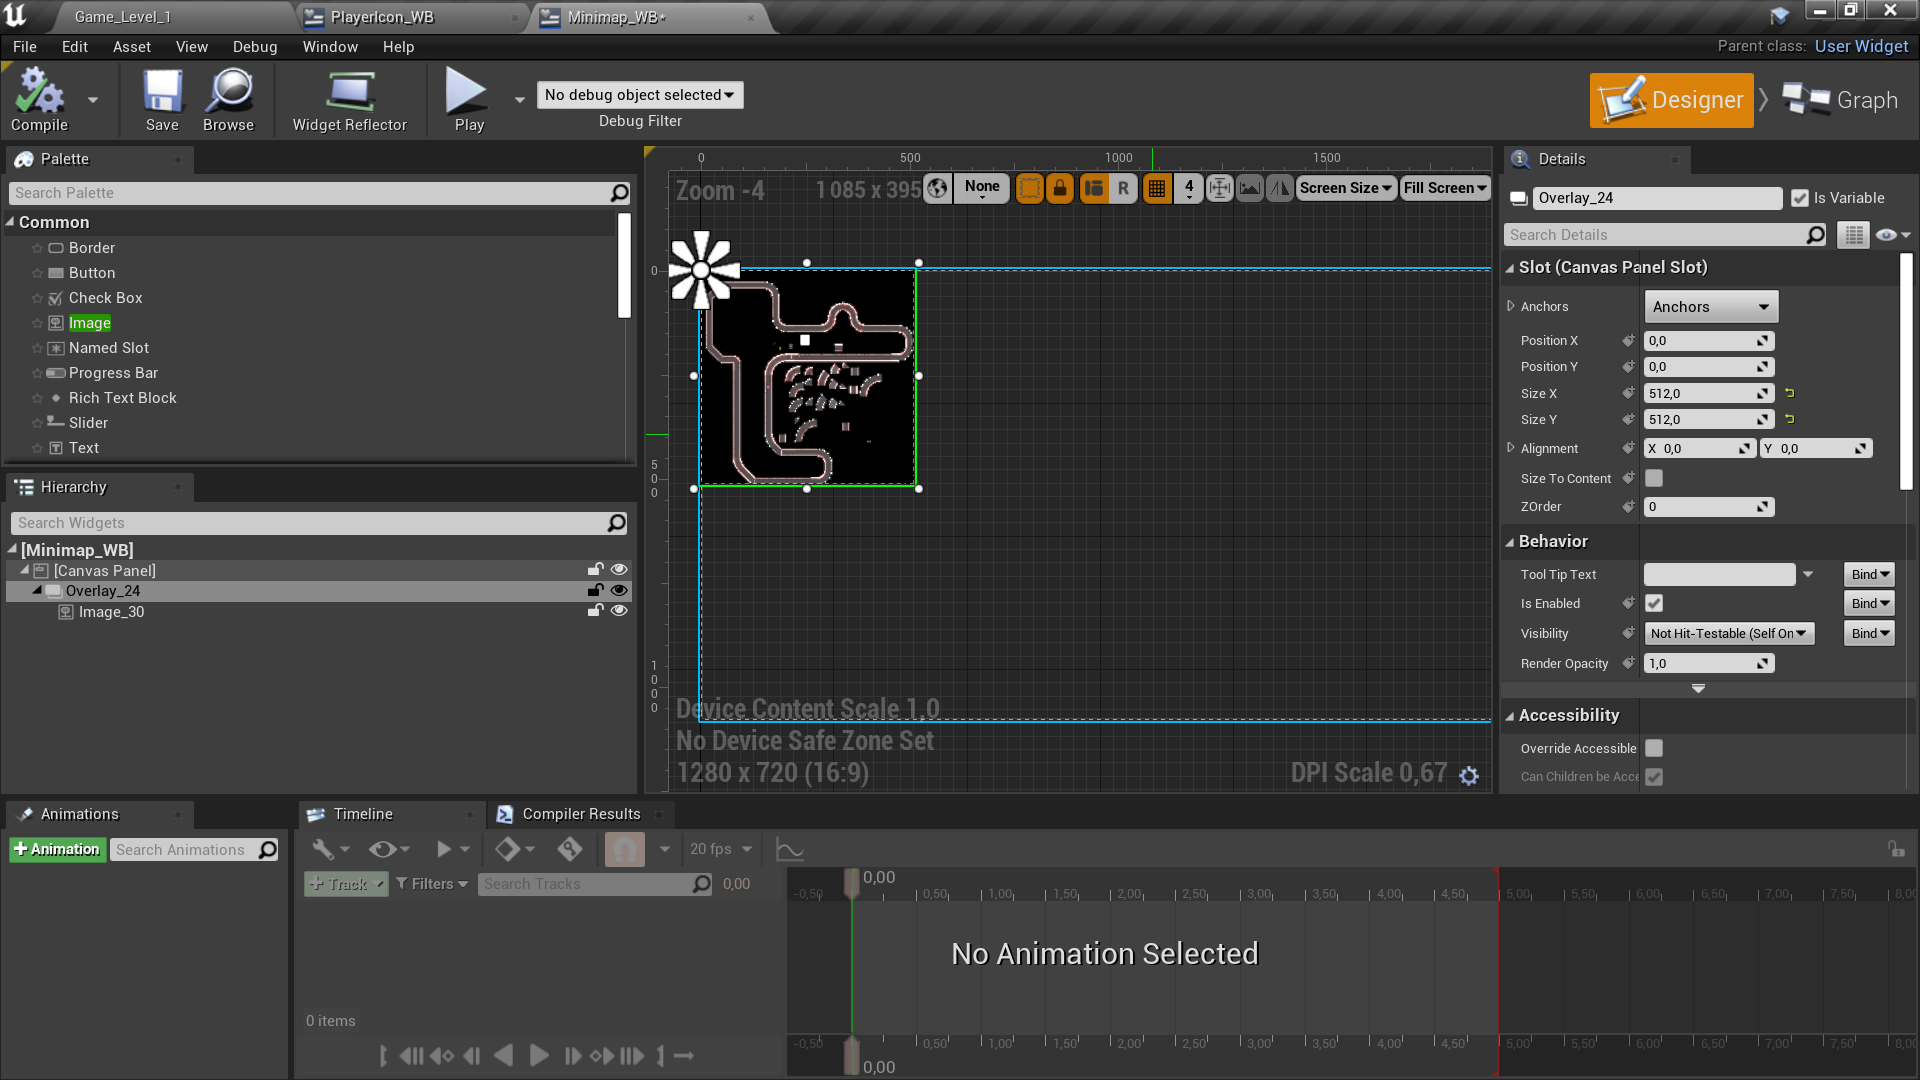 Game_Level_1
PlayerIcon_WB
Minimap_WB*
File Edit Asset View Debug Window Help
Parent class: User Widget
Compile
Save
Browse
Widget Reflector
Play
No debug object selected
Debug Filter
Designer
Graph
Palette
Search Palette
Common
Border
Button
Check Box
Image
Named Slot
Progress Bar
Rich Text Block
Slider
Text
Hierarchy
Search Widgets
[Minimap_WB]
[Canvas Panel]
Overlay_24
Image_30
0 500 1000 1500
Zoom -4
1085 x 395
None
R
4
Screen Size
Fill Screen
0
5
0
0
1
0
0
0
Device Content Scale 1,0
No Device Safe Zone Set
1280 x 720 (16:9)
DPI Scale 0,67
Details
Overlay_24
Is Variable
Search Details
Slot (Canvas Panel Slot)
Anchors Anchors
Position X 0,0
Position Y 0,0
Size X 512,0
Size Y 512,0
Alignment X 0,0 Y 0,0
Size To Content
ZOrder 0
Behavior
Tool Tip Text Bind
Is Enabled Bind
Visibility Not Hit-Testable (Self On Bind
Render Opacity 1,0
Accessibility
Override Accessible
Can Children be Acce
Animations
+ Animation
Search Animations
Timeline
Compiler Results
20 fps
+ Track
Filters
Search Tracks
0,00
0,00
-0,50 0,50 1,00 1,50 2,00 2,50 3,00 3,50 4,00 4,50 5,00 5,50 6,00 6,50 7,00 7,50 8,00
No Animation Selected
0 items
-0,50 0,50 1,00 1,50 2,00 2,50 3,00 3,50 4,00 4,50 5,00 5,50 6,00 6,50 7,00 7,50 8,00
0,00